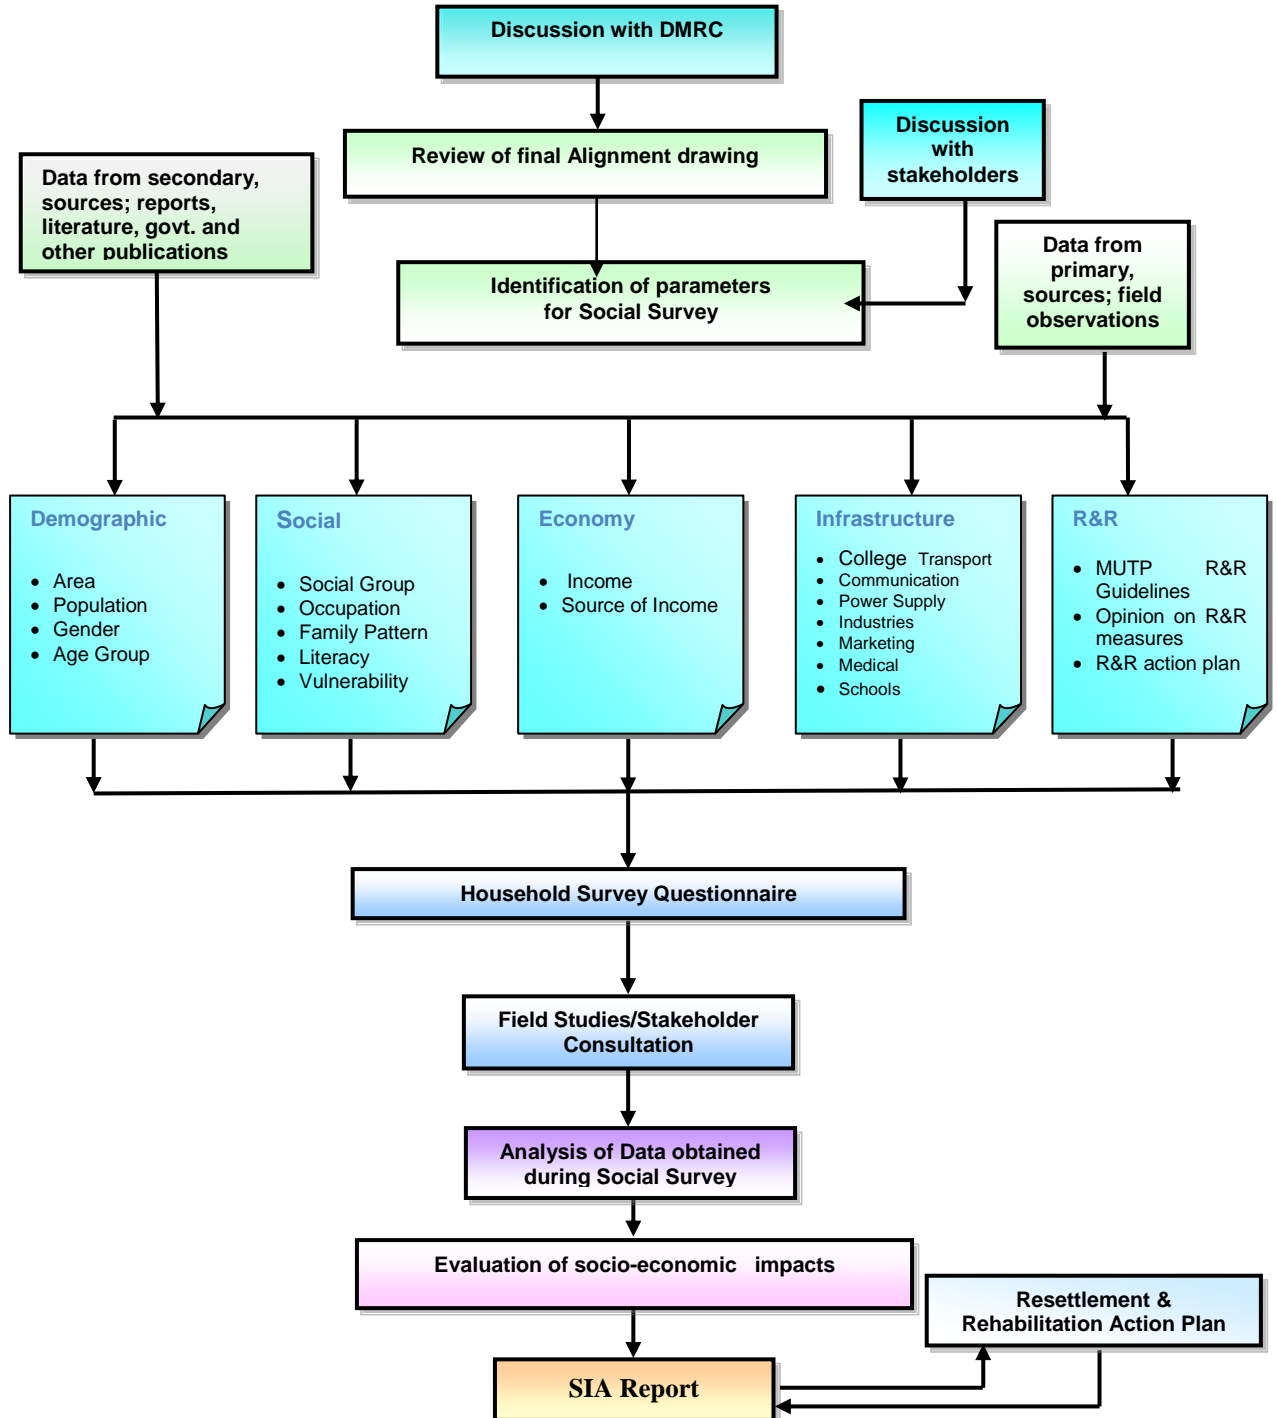 Discussion with DMRC
Review of final Alignment drawing
Discussion
with
stakeholders
Data from secondary,
sources; reports,
literature, govt. and
other publications
Data from
primary,
sources; field
observations
Identification of parameters
for Social Survey
Demographic
• Area
• Population
• Gender
• Age Group
Social
• Social Group
• Occupation
• Family Pattern
• Literacy
• Vulnerability
Economy
• Income
• Source of Income
Infrastructure
• College Transport
• Communication
• Power Supply
• Industries
• Marketing
• Medical
• Schools
R&R
• MUTP R&R
Guidelines
• Opinion on R&R
measures
• R&R action plan
Household Survey Questionnaire
Field Studies/Stakeholder
Consultation
Analysis of Data obtained
during Social Survey
Evaluation of socio-economic impacts
Resettlement &
Rehabilitation Action Plan
SIA Report